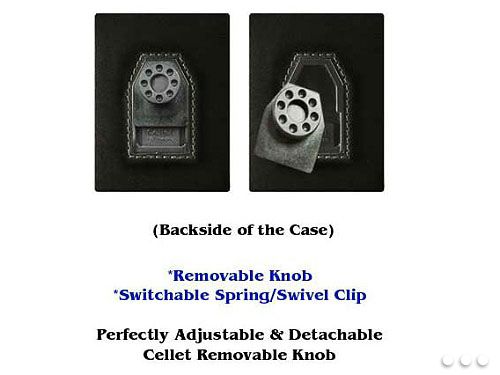 (Backside of the Case)
*Removable Knob
*Switchable Spring/Swivel Clip
Perfectly Adjustable & Detachable
Cellet Removable Knob